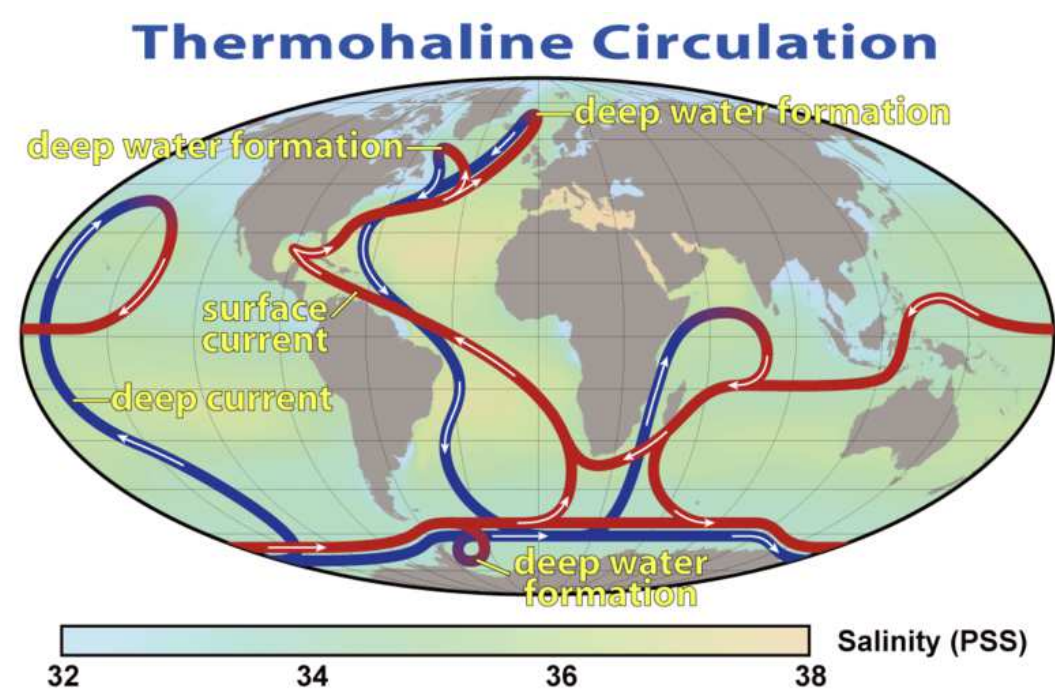 Thermohaline Circulation
deep water formation
deep water formation
surface
current
deep current
deep water
formation
Salinity (PSS)
32
34
36
38